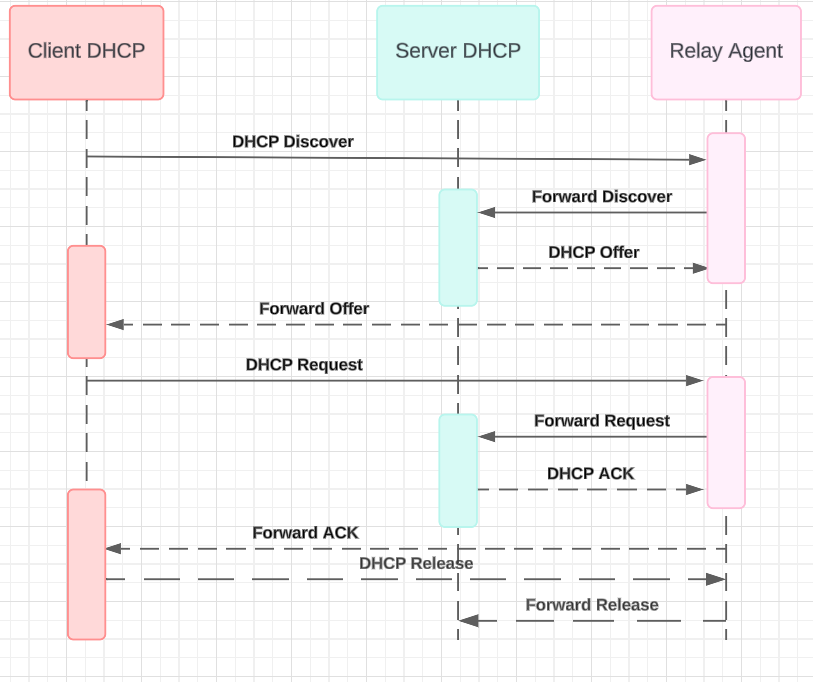 Client DHCP
Server DHCP
Relay Agent
DHCP Discover
Forward Discover
DHCP Offer
Forward Offer
DHCP Request
Forward Request
DHCP ACK
Forward ACK
DHCP Release
Forward Release